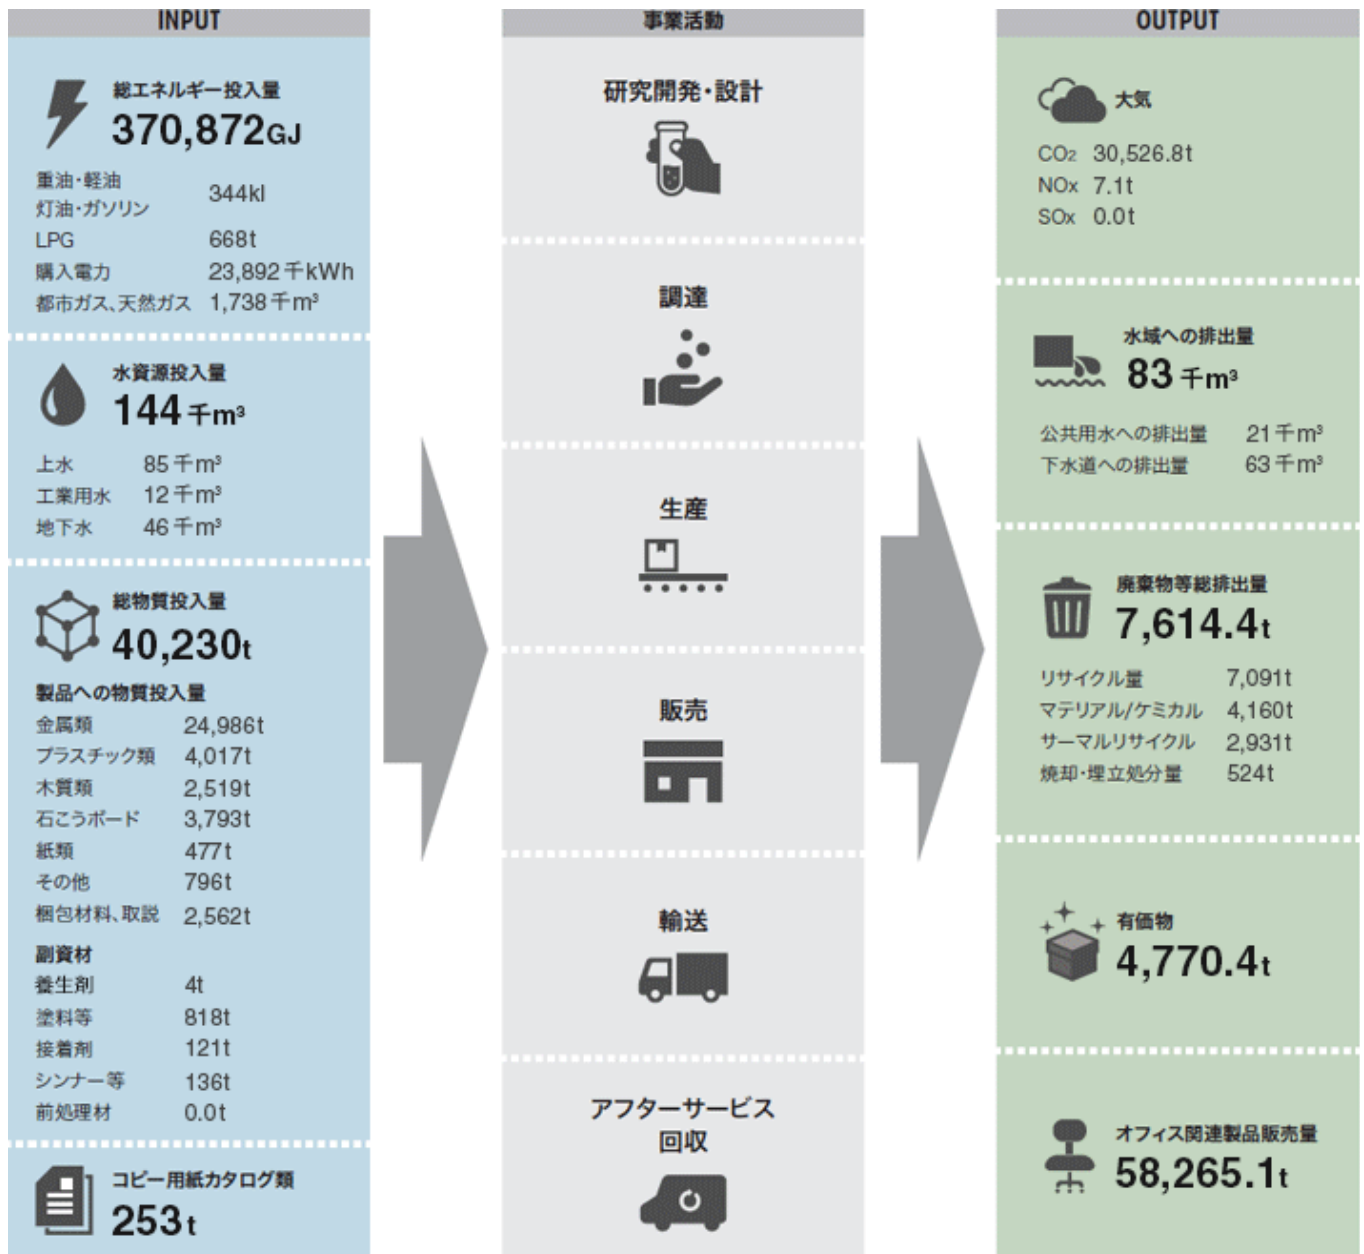 INPUT
総エネルギー投入量
370,872GJ
重油・軽油
灯油・ガソリン 344kl
LPG 668t
購入電力 23,892千kWh
都市ガス、天然ガス 1,738千m³
水資源投入量
144千m³
上水 85千m³
工業用水 12千m³
地下水 46千m³
総物質投入量
40,230t
製品への物質投入量
金属類 24,986t
プラスチック類 4,017t
木質類 2,519t
石こうボード 3,793t
紙類 477t
その他 796t
梱包材料、取説 2,562t
副資材
養生剤 4t
塗料等 818t
接着剤 121t
シンナー等 136t
前処理材 0.0t
コピー用紙カタログ類
253t
事業活動
研究開発・設計
調達
生産
販売
輸送
アフターサービス
回収
OUTPUT
大気
CO₂ 30,526.8t
NOx 7.1t
SOx 0.0t
水域への排出量
83千m³
公共用水への排出量 21千m³
下水道への排出量 63千m³
廃棄物等総排出量
7,614.4t
リサイクル量 7,091t
マテリアル/ケミカル 4,160t
サーマルリサイクル 2,931t
焼却・埋立処分量 524t
有価物
4,770.4t
オフィス関連製品販売量
58,265.1t